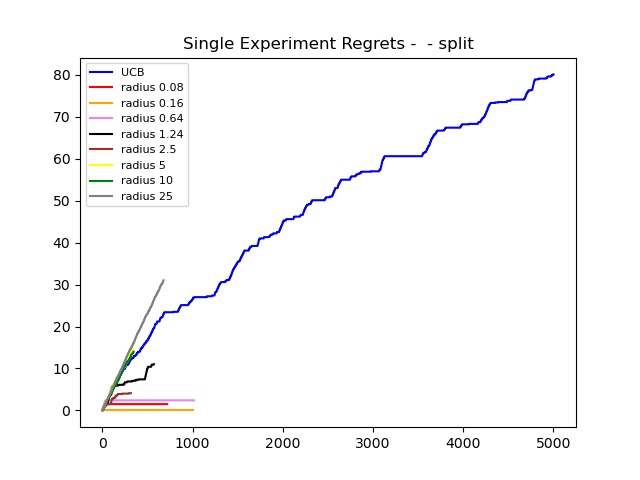 Single Experiment Regrets -  - split
UCB
radius 0.08
radius 0.16
radius 0.64
radius 1.24
radius 2.5
radius 5
radius 10
radius 25
80
70
60
50
40
30
20
10
0
0 1000 2000 3000 4000 5000